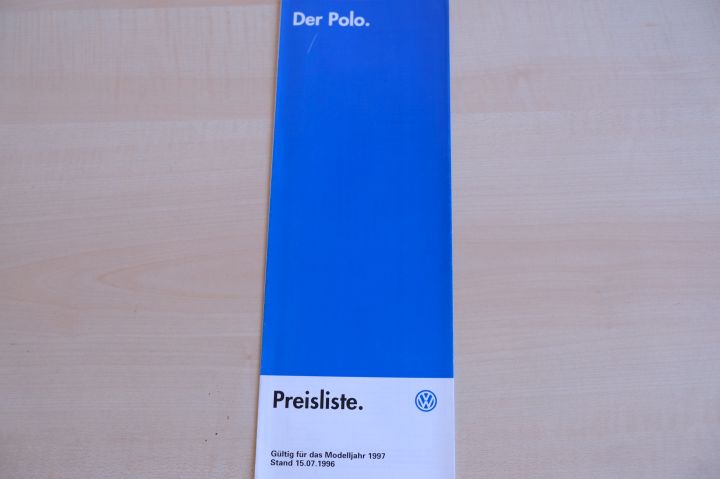 Der Polo.
Preisliste.
Gültig für das Modelljahr 1997
Stand 15.07.1996